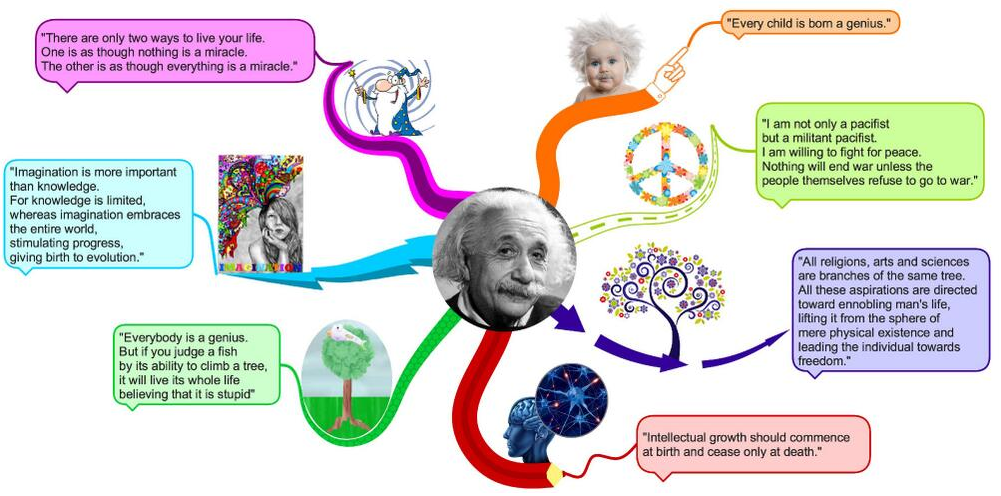 "There are only two ways to live your life.
One is as though nothing is a miracle.
The other is as though everything is a miracle."
"Every child is born a genius."
"I am not only a pacifist
but a militant pacifist.
I am willing to fight for peace.
Nothing will end war unless the
people themselves refuse to go to war."
"Imagination is more important
than knowledge.
For knowledge is limited,
whereas imagination embraces
the entire world,
stimulating progress,
giving birth to evolution."
IMAGINATION
"All religions, arts and sciences
are branches of the same tree.
All these aspirations are directed
toward ennobling man's life,
lifting it from the sphere of
mere physical existence and
leading the individual towards
freedom."
"Everybody is a genius.
But if you judge a fish
by its ability to climb a tree,
it will live its whole life
believing that it is stupid"
"Intellectual growth should commence
at birth and cease only at death."